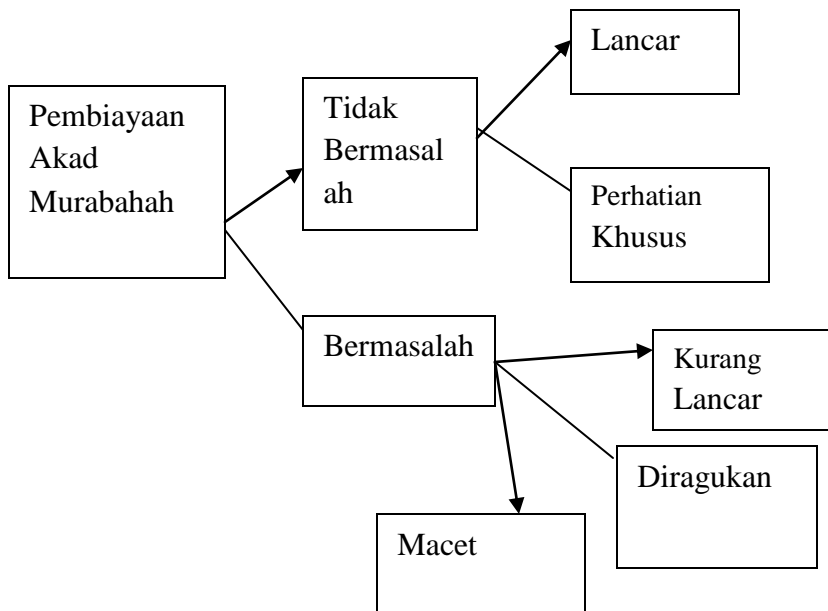 Pembiayaan
Akad
Murabahah
Tidak
Bermasal
ah
Lancar
Perhatian
Khusus
Bermasalah
Kurang
Lancar
Diragukan
Macet